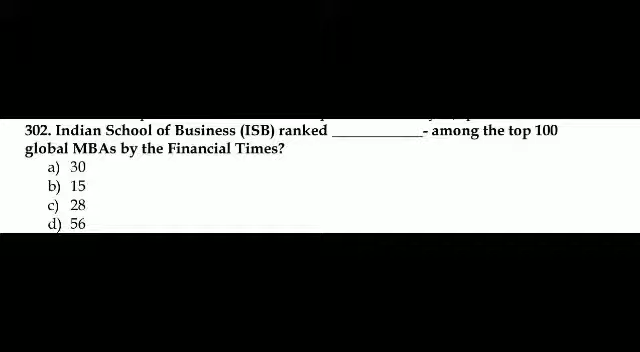 302. Indian School of Business (ISB) ranked ____________- among the top 100
global MBAs by the Financial Times?
a) 30
b) 15
c) 28
d) 56